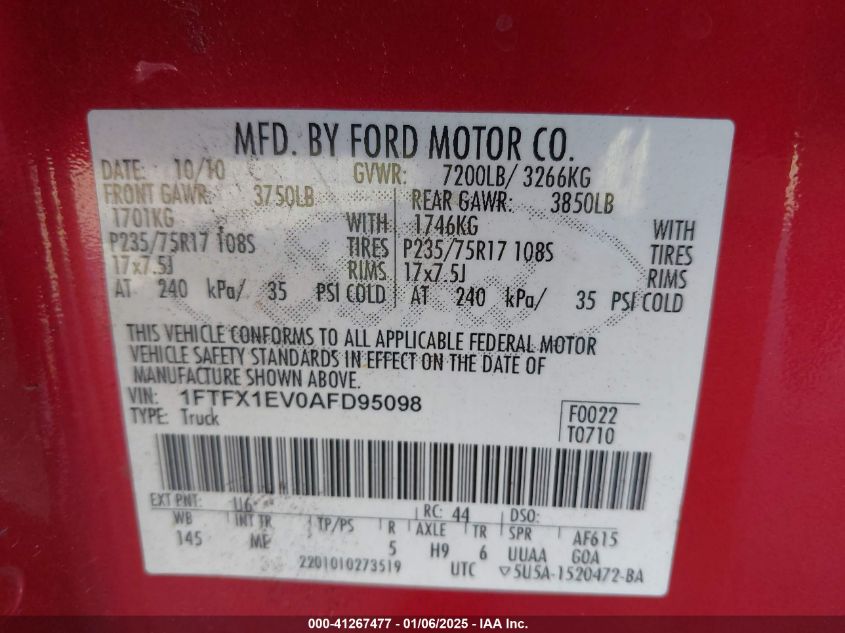 MFD. BY FORD MOTOR CO.
DATE: 10/10 GVWR: 7200LB/ 3266KG
FRONT GAWR: 3750LB REAR GAWR: 3850LB
1701KG WITH 1746KG WITH
P235/75R17 108S TIRES P235/75R17 108S TIRES
17x7.5J RIMS 17x7.5J RIMS
AT 240 kPa/ 35 PSI COLD AT 240 kPa/ 35 PSI COLD
THIS VEHICLE CONFORMS TO ALL APPLICABLE FEDERAL MOTOR
VEHICLE SAFETY STANDARDS IN EFFECT ON THE DATE OF
MANUFACTURE SHOWN ABOVE.
VIN: 1FTFX1EV0AFD95098
TYPE: Truck
F0022
T0710
EXT PNT: U6 RC: 44 DSO:
WB INT TR TP/PS R AXLE TR SPR AF615
145 5 H9 6 UUAA GOA
2201010273519 UTC ▽5U5A-1520472-BA
000-41267477 - 01/06/2025 - IAA Inc.